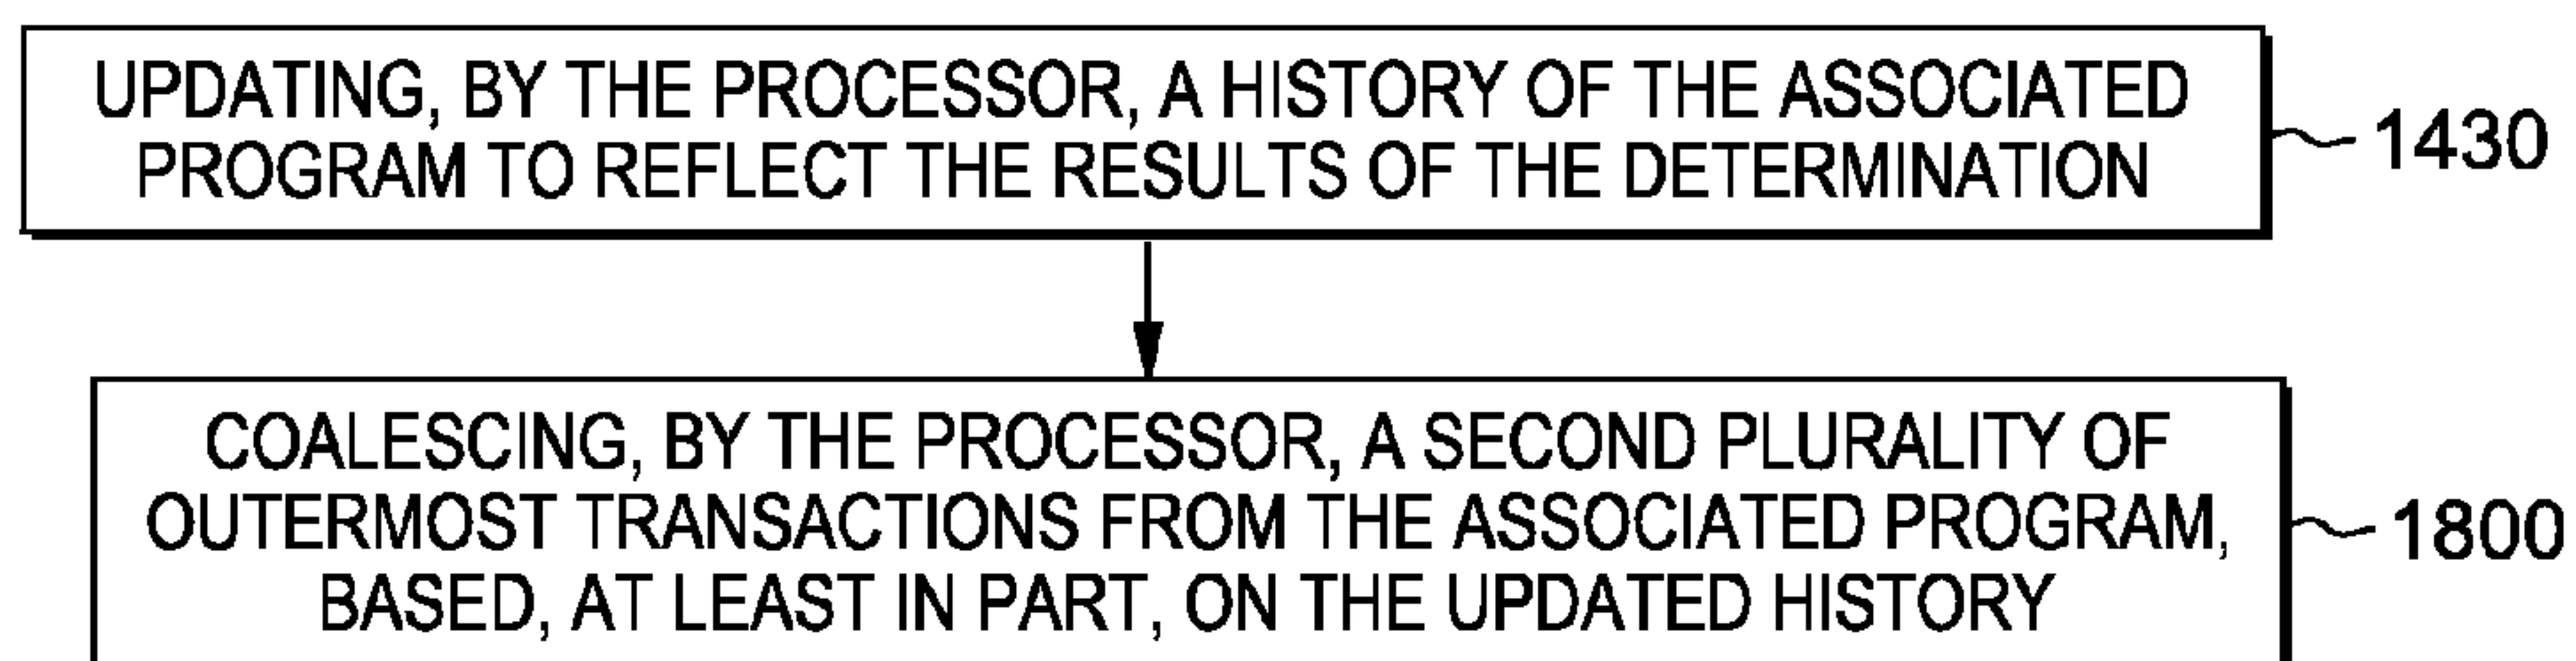 UPDATING, BY THE PROCESSOR, A HISTORY OF THE ASSOCIATED
PROGRAM TO REFLECT THE RESULTS OF THE DETERMINATION
1430
COALESCING, BY THE PROCESSOR, A SECOND PLURALITY OF
OUTERMOST TRANSACTIONS FROM THE ASSOCIATED PROGRAM,
BASED, AT LEAST IN PART, ON THE UPDATED HISTORY
1800